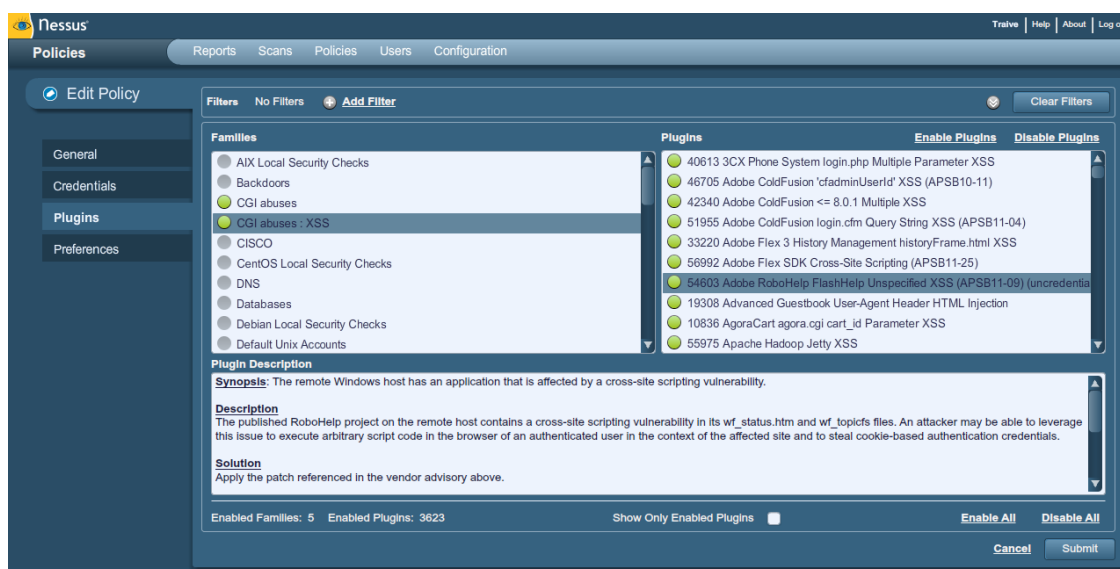 Nessus
Traive | Help | About | Log o
Policies
Reports Scans Policies Users Configuration
Edit Policy
General
Credentials
Plugins
Preferences
Filters No Filters Add Filter Clear Filters
Families
AIX Local Security Checks
Backdoors
CGI abuses
CGI abuses : XSS
CISCO
CentOS Local Security Checks
DNS
Databases
Debian Local Security Checks
Default Unix Accounts
Plugins Enable Plugins Disable Plugins
40613 3CX Phone System login.php Multiple Parameter XSS
46705 Adobe ColdFusion 'cfadminUserId' XSS (APSB10-11)
42340 Adobe ColdFusion <= 8.0.1 Multiple XSS
51955 Adobe ColdFusion login.cfm Query String XSS (APSB11-04)
33220 Adobe Flex 3 History Management historyFrame.html XSS
56992 Adobe Flex SDK Cross-Site Scripting (APSB11-25)
54603 Adobe RoboHelp FlashHelp Unspecified XSS (APSB11-09) (uncredentia
19308 Advanced Guestbook User-Agent Header HTML Injection
10836 AgoraCart agora.cgi cart_id Parameter XSS
55975 Apache Hadoop Jetty XSS
Plugin Description
Synopsis: The remote Windows host has an application that is affected by a cross-site scripting vulnerability.
Description
The published RoboHelp project on the remote host contains a cross-site scripting vulnerability in its wf_status.htm and wf_topicfs files. An attacker may be able to leverage
this issue to execute arbitrary script code in the browser of an authenticated user in the context of the affected site and to steal cookie-based authentication credentials.
Solution
Apply the patch referenced in the vendor advisory above.
Enabled Families: 5 Enabled Plugins: 3623 Show Only Enabled Plugins Enable All Disable All
Cancel Submit